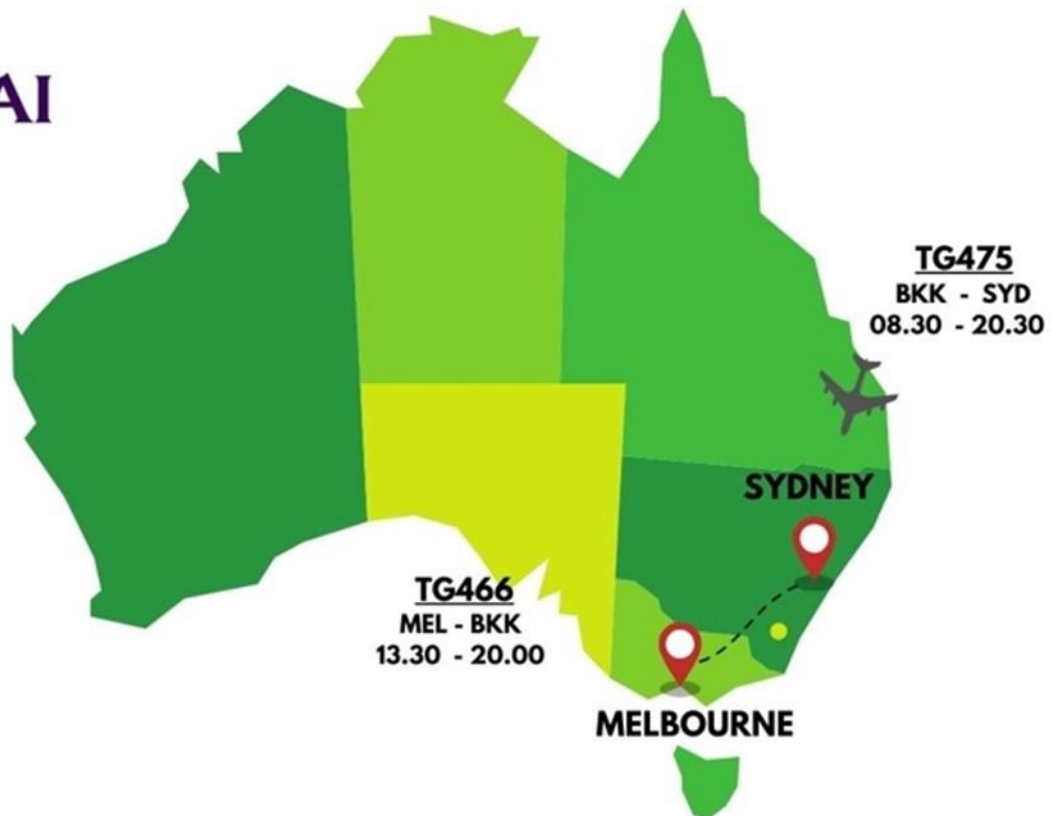 AI
TG475
BKK - SYD
08.30 - 20.30
SYDNEY
TG466
MEL - BKK
13.30 - 20.00
MELBOURNE